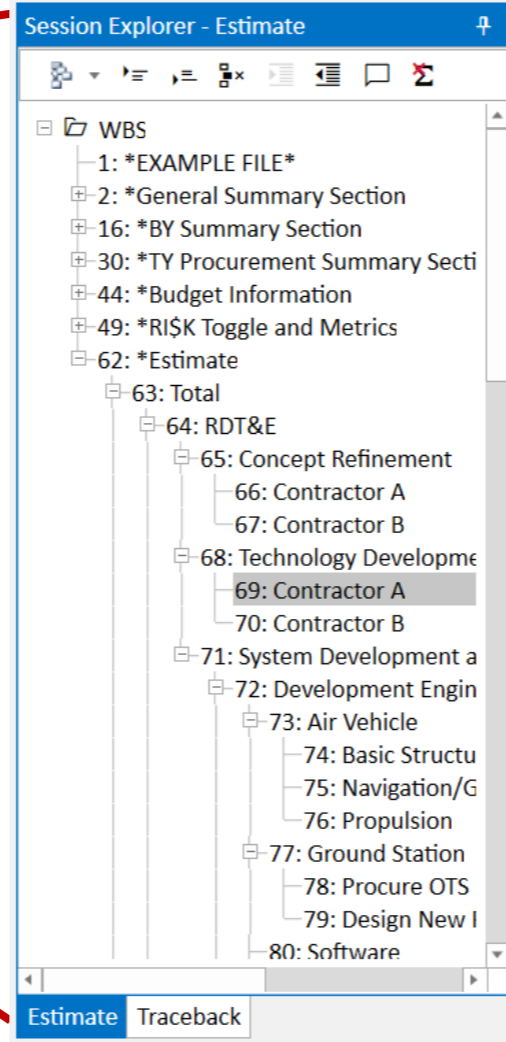 Session Explorer - Estimate
WBS
1: *EXAMPLE FILE*
2: *General Summary Section
16: *BY Summary Section
30: *TY Procurement Summary Secti
44: *Budget Information
49: *RI$K Toggle and Metrics
62: *Estimate
63: Total
64: RDT&E
65: Concept Refinement
66: Contractor A
67: Contractor B
68: Technology Developme
69: Contractor A
70: Contractor B
71: System Development a
72: Development Engin
73: Air Vehicle
74: Basic Structu
75: Navigation/G
76: Propulsion
77: Ground Station
78: Procure OTS
79: Design New
80: Software
Estimate Traceback